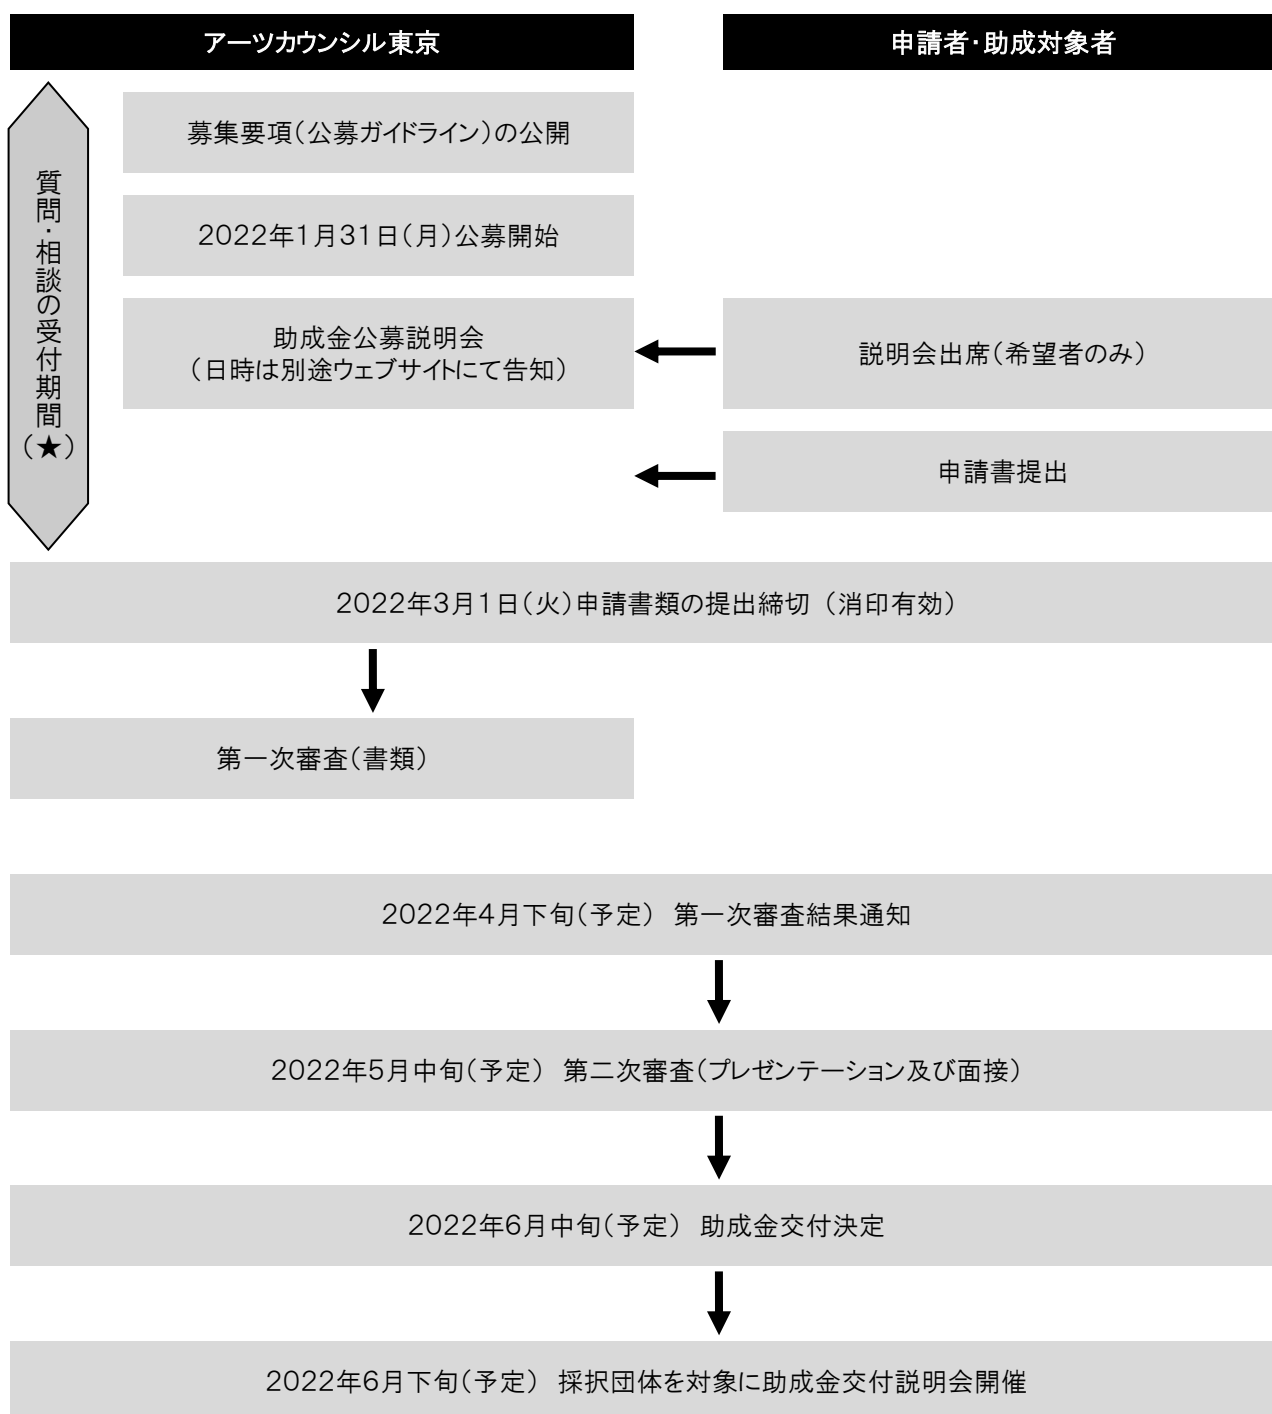 アーツカウンシル東京
申請者・助成対象者
質問・相談の受付期間(★)
募集要項(公募ガイドライン)の公開
2022年1月31日(月)公募開始
助成金公募説明会
(日時は別途ウェブサイトにて告知)
説明会出席(希望者のみ)
申請書提出
2022年3月1日(火)申請書類の提出締切 (消印有効)
第一次審査(書類)
2022年4月下旬(予定) 第一次審査結果通知
2022年5月中旬(予定) 第二次審査(プレゼンテーション及び面接)
2022年6月中旬(予定) 助成金交付決定
2022年6月下旬(予定) 採択団体を対象に助成金交付説明会開催